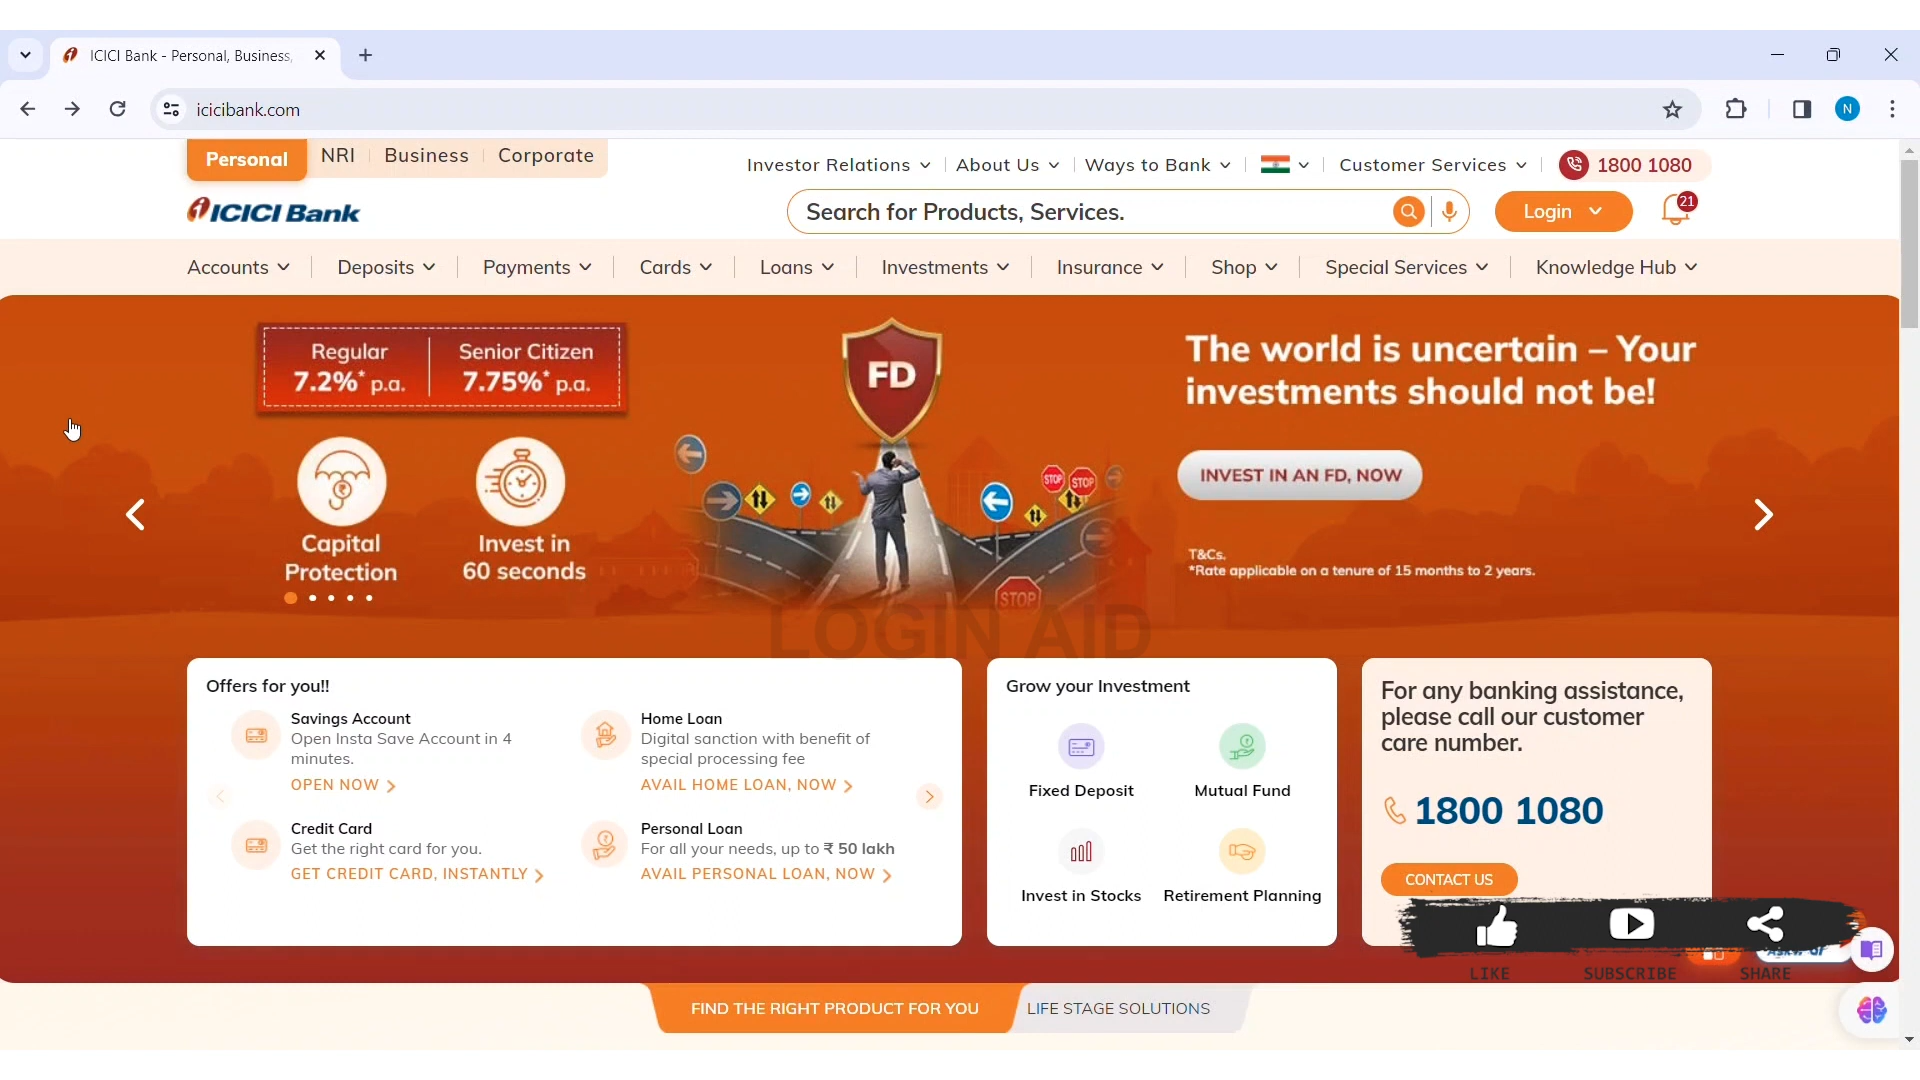 ICICI Bank - Personal, Business,
icicibank.com
N
Personal NRI Business Corporate
Investor Relations About Us Ways to Bank Customer Services 1800 1080
ICICI Bank
Search for Products, Services.
Login
21
Accounts Deposits Payments Cards Loans Investments Insurance Shop Special Services Knowledge Hub
Regular
7.2%* p.a.
Senior Citizen
7.75%* p.a.
Capital
Protection
Invest in
60 seconds
FD
STOP
STOP
STOP
The world is uncertain – Your
investments should not be!
INVEST IN AN FD, NOW
T&Cs.
*Rate applicable on a tenure of 15 months to 2 years.
LOGIN AID
Offers for you!!
Savings Account
Open Insta Save Account in 4
minutes.
OPEN NOW
Home Loan
Digital sanction with benefit of
special processing fee
AVAIL HOME LOAN, NOW
Credit Card
Get the right card for you.
GET CREDIT CARD, INSTANTLY
Personal Loan
For all your needs, up to ₹ 50 lakh
AVAIL PERSONAL LOAN, NOW
Grow your Investment
Fixed Deposit
Mutual Fund
Invest in Stocks
Retirement Planning
For any banking assistance,
please call our customer
care number.
1800 1080
CONTACT US
LIKE SUBSCRIBE SHARE
FIND THE RIGHT PRODUCT FOR YOU
LIFE STAGE SOLUTIONS